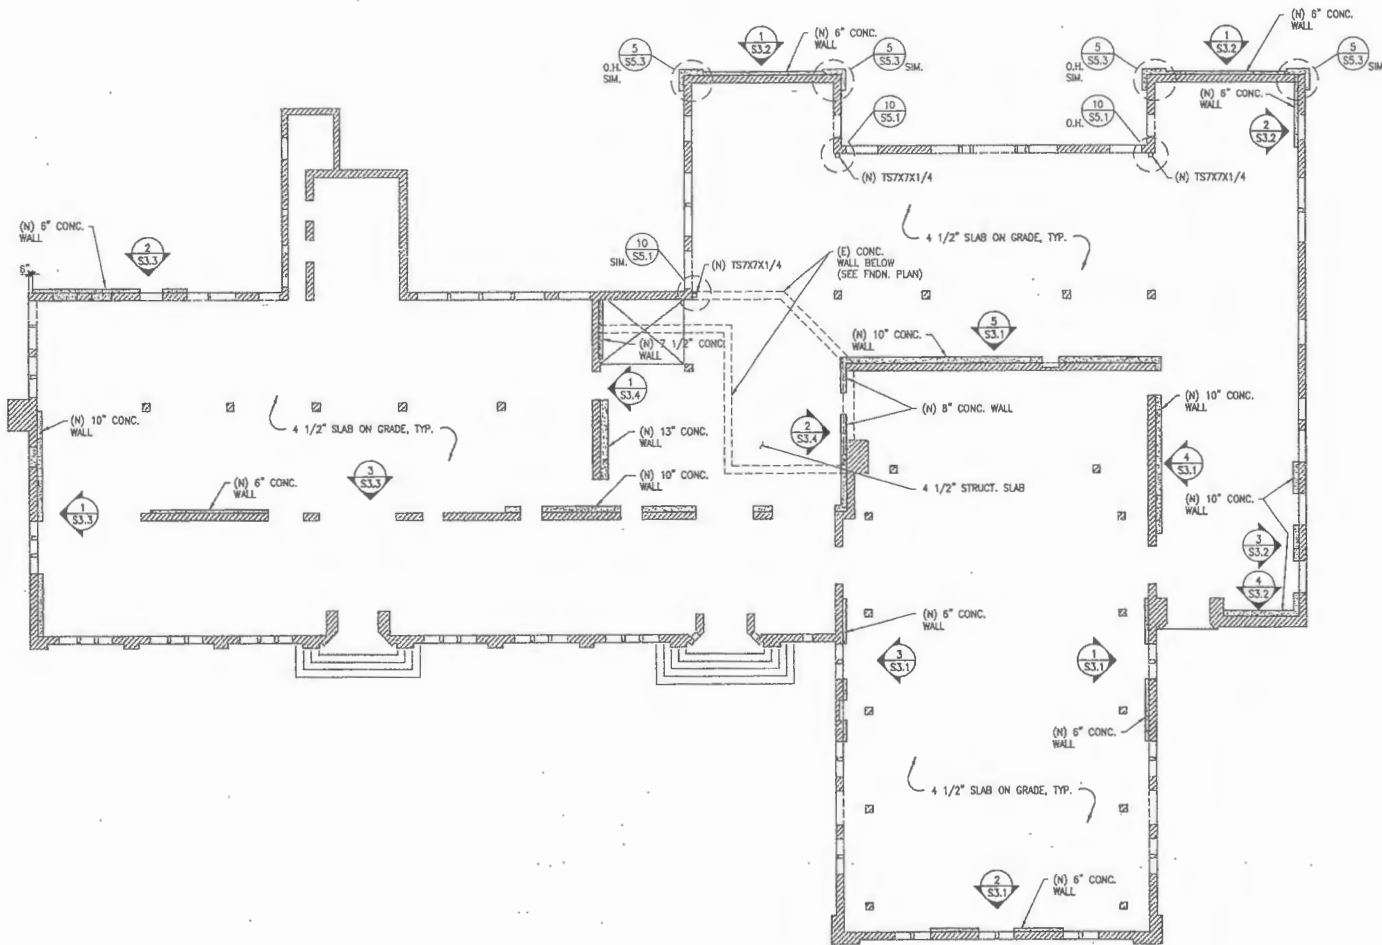 (N) 6" CONC.
WALL
1
S3.2
5
S5.3
O.H.
SIM.
5
S5.3
SIM.
(N) 6" CONC.
WALL
1
S3.2
5
S5.3
O.H.
SIM.
5
S5.3
SIM.
(N) 6" CONC.
WALL
10
S5.1
10
S5.1
O.H.
2
S3.2
(N) TS7X7X1/4
(N) TS7X7X1/4
(N) 6" CONC.
WALL
2
S3.3
6"
4 1/2" SLAB ON GRADE, TYP.
10
S5.1
SIM.
(N) TS7X7X1/4
(E) CONC.
WALL BELOW
(SEE FNDN. PLAN)
5
S3.1
(N) 10" CONC.
WALL
(N) 7 1/2" CONC.
WALL
1
S3.4
(N) 8" CONC. WALL
(N) 10" CONC.
WALL
(N) 10" CONC.
WALL
4 1/2" SLAB ON GRADE, TYP.
(N) 13" CONC.
WALL
2
S3.4
4
S3.1
3
S3.3
(N) 6" CONC.
WALL
(N) 10" CONC.
WALL
4 1/2" STRUCT. SLAB
(N) 10" CONC.
WALL
1
S3.3
3
S3.2
4
S3.2
(N) 6" CONC.
WALL
3
S3.1
1
S3.1
(N) 6" CONC.
WALL
4 1/2" SLAB ON GRADE, TYP.
2
S3.1
(N) 6" CONC.
WALL